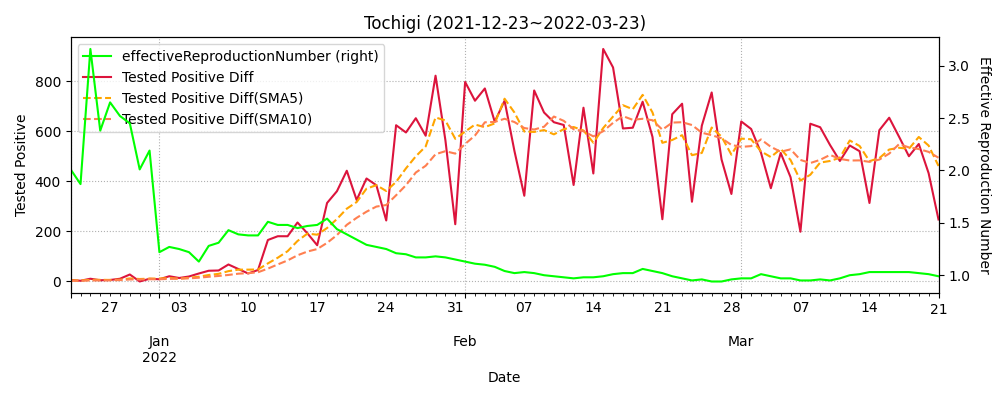 Tochigi (2021-12-23~2022-03-23)
effectiveReproductionNumber (right)
Tested Positive Diff
Tested Positive Diff(SMA5)
Tested Positive Diff(SMA10)
Tested Positive
800
600
400
200
0
3.0
2.5
2.0
1.5
1.0
Effective Reproduction Number
27 03 10 17 24 31 07 14 21 28 07 14 21
Jan Feb Mar
2022
Date